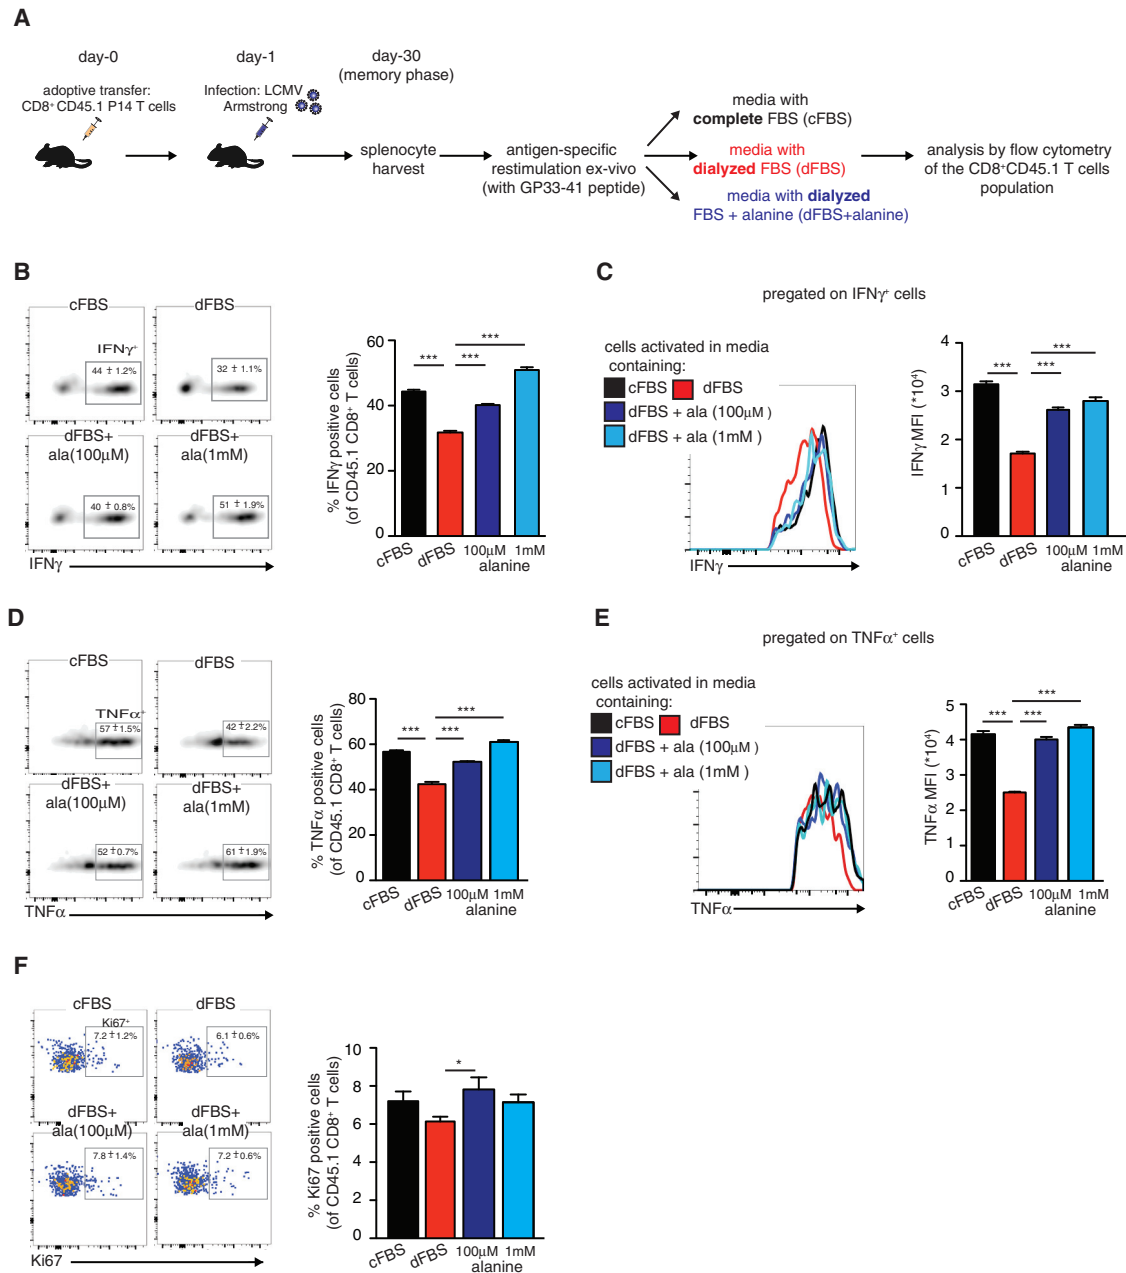 A
day-0
day-1
day-30
(memory phase)
adoptive transfer:
CD8⁺ CD45.1 P14 T cells
Infection: LCMV
Armstrong
splenocyte
harvest
antigen-specific
restimulation ex-vivo
(with GP33-41 peptide)
media with
complete FBS (cFBS)
media with
dialyzed FBS (dFBS)
media with dialyzed
FBS + alanine (dFBS+alanine)
analysis by flow cytometry
of the CD8⁺CD45.1 T cells
population
B
cFBS
dFBS
IFNγ⁺
44 ± 1.2%
32 ± 1.1%
dFBS+
ala(100μM)
dFBS+
ala(1mM)
40 ± 0.8%
51 ± 1.9%
IFNγ
% IFNγ positive cells
(of CD45.1 CD8⁺ T cells)
60
40
20
0
***
***
***
cFBS
dFBS
100μM
1mM
alanine
C
pregated on IFNγ⁺ cells
cells activated in media
containing:
cFBS
dFBS
dFBS + ala (100μM )
dFBS + ala (1mM )
IFNγ
IFNγ MFI (*10⁴)
4
3
2
1
0
***
***
***
cFBS
dFBS
100μM
1mM
alanine
D
cFBS
dFBS
TNFα⁺
57 ± 1.5%
42 ± 2.2%
dFBS+
ala(100μM)
dFBS+
ala(1mM)
52 ± 0.7%
61 ± 1.9%
TNFα
% TNFα positive cells
(of CD45.1 CD8⁺ T cells)
80
60
40
20
0
***
***
***
cFBS
dFBS
100μM
1mM
alanine
E
pregated on TNFα⁺ cells
cells activated in media
containing:
cFBS
dFBS
dFBS + ala (100μM )
dFBS + ala (1mM )
TNFα
TNFα MFI (*10⁴)
5
4
3
2
1
0
***
***
***
cFBS
dFBS
100μM
1mM
alanine
F
cFBS
dFBS
Ki67⁺
7.2 ± 1.2%
6.1 ± 0.6%
dFBS+
ala(100μM)
dFBS+
ala(1mM)
7.8 ± 1.4%
7.2 ± 0.6%
Ki67
% Ki67 positive cells
(of CD45.1 CD8⁺ T cells)
10
8
6
4
2
0
*
cFBS
dFBS
100μM
1mM
alanine